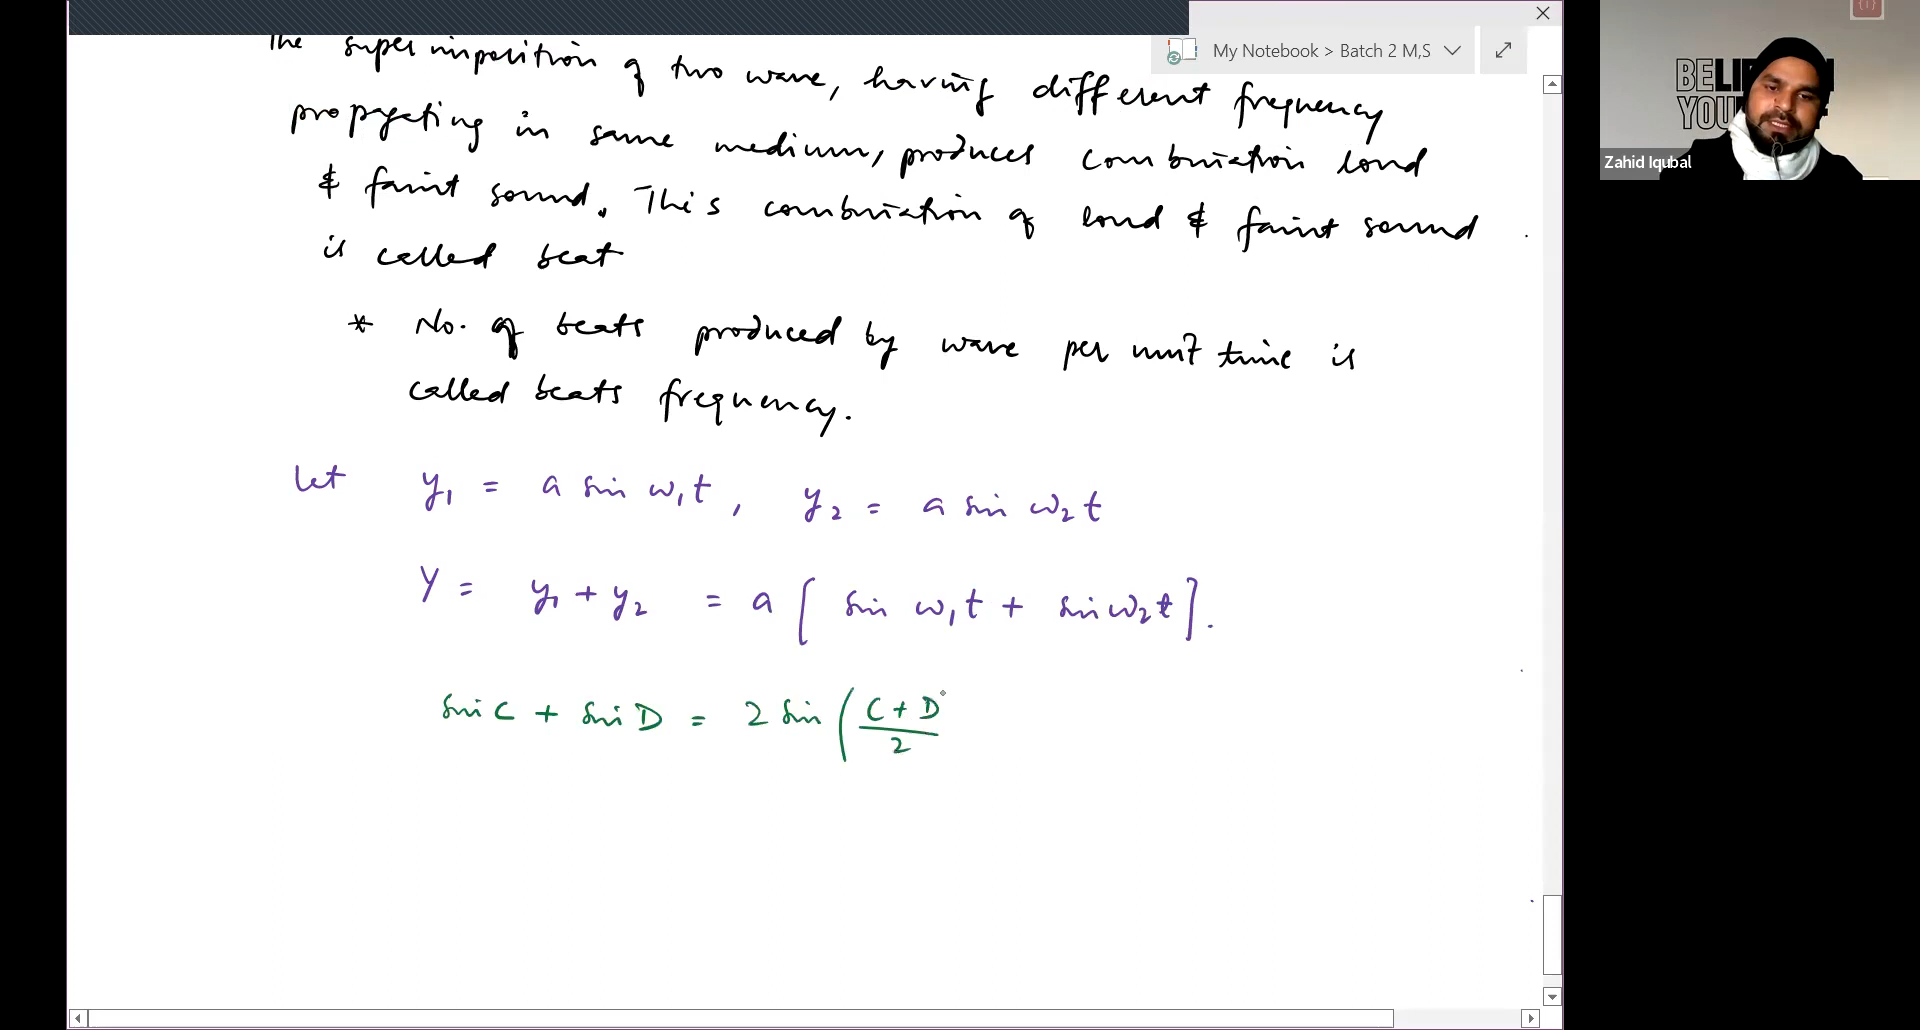 My Notebook > Batch 2 M,S
The superimposition of two wave, having different frequency
propagating in same medium, produces combination loud
& faint sound. This combination of loud & faint sound
is called beat
* No. of beats produced by wave per unit time is
called beats frequency.
Let y₁ = a sin ω₁t, y₂ = a sin ω₂t
Y = y₁ + y₂ = a [ sin ω₁t + sin ω₂t ].
sin C + sin D = 2 sin ( C + D / 2
BELI N
YOU
Zahid Iqubal